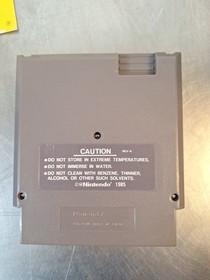 CAUTION REV-A
•DO NOT STORE IN EXTREME TEMPERATURES.
•DO NOT IMMERSE IN WATER.
•DO NOT CLEAN WITH BENZENE, THINNER,
ALCOHOL OR OTHER SUCH SOLVENTS.
©®Nintendo 1985